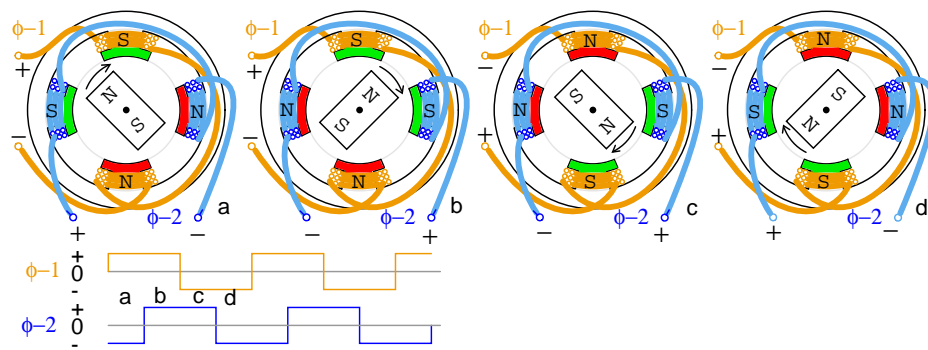 ϕ−1 ϕ−1 ϕ−1 ϕ−1
S S N N
+ + − −
N N N N
S N N S N S S S
S S S N
− − + +
N N S S
ϕ−2 a ϕ−2 b ϕ−2 c ϕ−2 d
+ − − + − + + −
ϕ−1 + 0 -
a b c d
ϕ−2 + 0 -